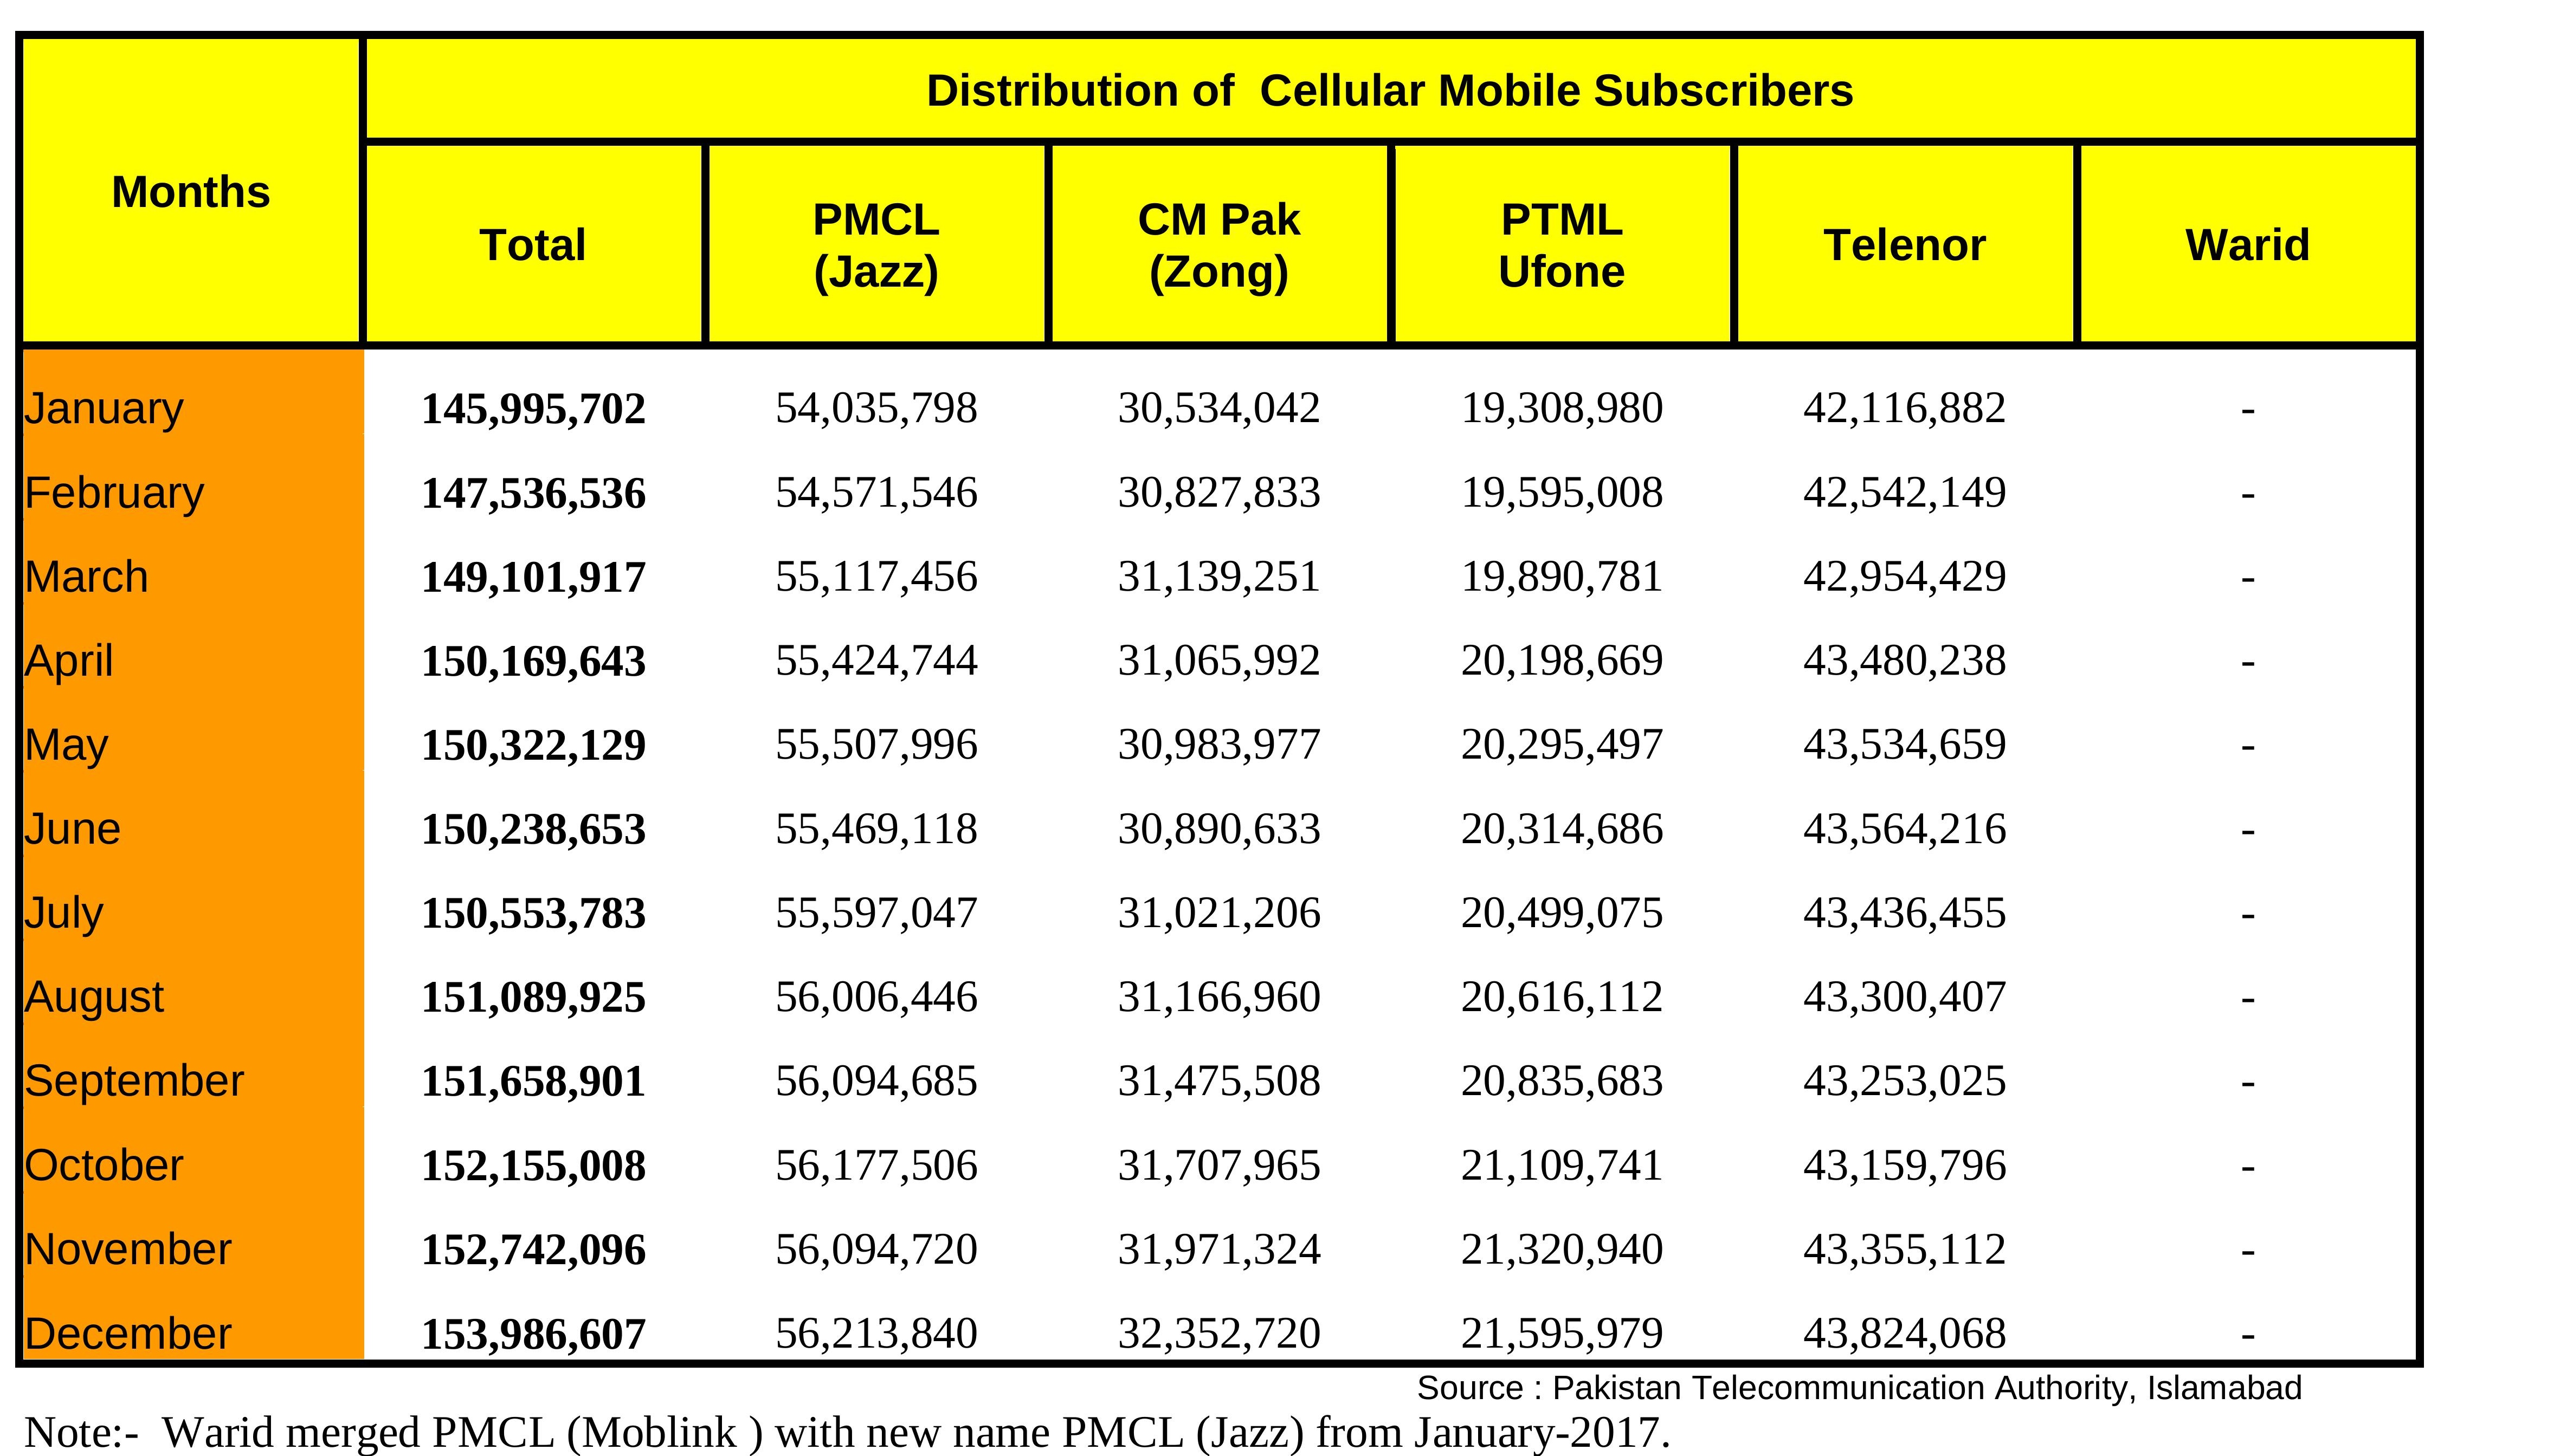 Distribution of  Cellular Mobile Subscribers
Months
Total PMCL (Jazz) CM Pak (Zong) PTML Ufone Telenor Warid
January 145,995,702 54,035,798 30,534,042 19,308,980 42,116,882 -
February 147,536,536 54,571,546 30,827,833 19,595,008 42,542,149 -
March 149,101,917 55,117,456 31,139,251 19,890,781 42,954,429 -
April 150,169,643 55,424,744 31,065,992 20,198,669 43,480,238 -
May 150,322,129 55,507,996 30,983,977 20,295,497 43,534,659 -
June 150,238,653 55,469,118 30,890,633 20,314,686 43,564,216 -
July 150,553,783 55,597,047 31,021,206 20,499,075 43,436,455 -
August 151,089,925 56,006,446 31,166,960 20,616,112 43,300,407 -
September 151,658,901 56,094,685 31,475,508 20,835,683 43,253,025 -
October 152,155,008 56,177,506 31,707,965 21,109,741 43,159,796 -
November 152,742,096 56,094,720 31,971,324 21,320,940 43,355,112 -
December 153,986,607 56,213,840 32,352,720 21,595,979 43,824,068 -
Source : Pakistan Telecommunication Authority, Islamabad
Note:-  Warid merged PMCL (Moblink ) with new name PMCL (Jazz) from January-2017.